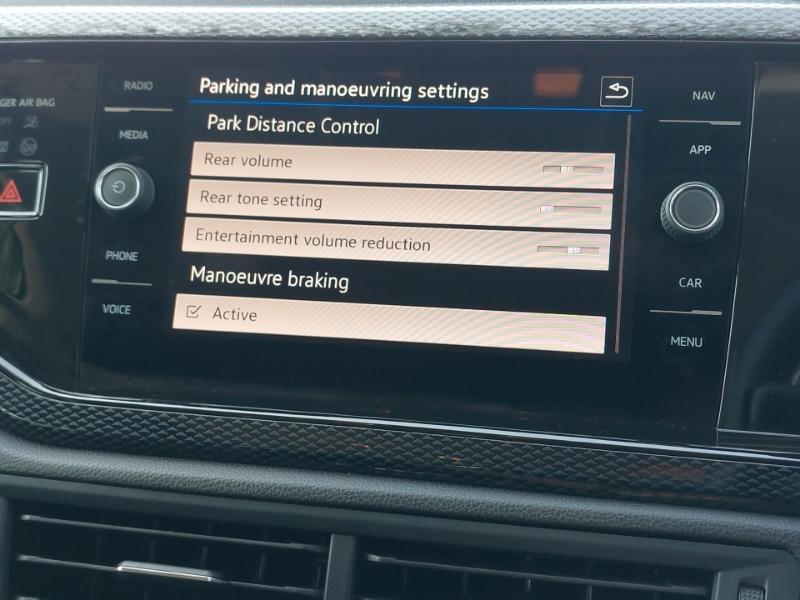 GER AIR BAG
RADIO
MEDIA
PHONE
VOICE
Parking and manoeuvring settings
Park Distance Control
Rear volume
Rear tone setting
Entertainment volume reduction
Manoeuvre braking
Active
NAV
APP
CAR
MENU